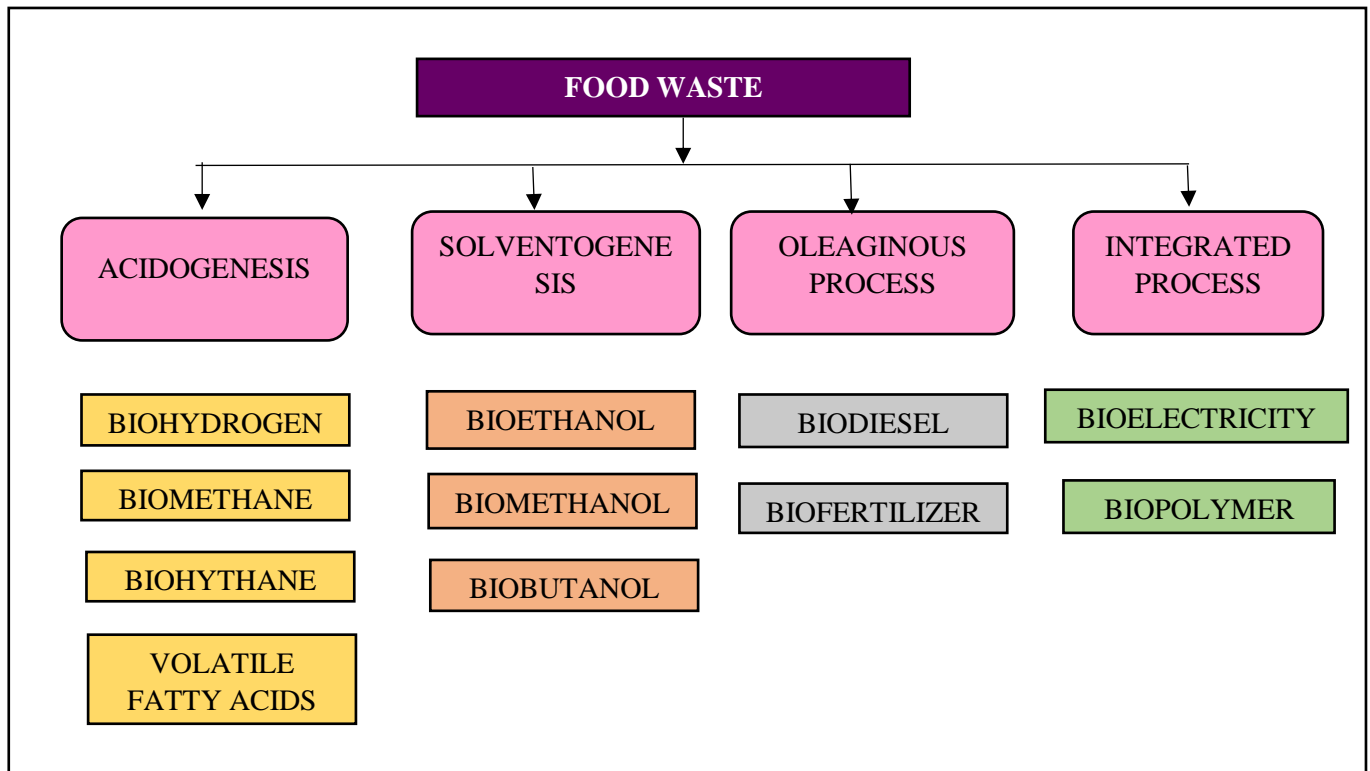 FOOD WASTE
ACIDOGENESIS
SOLVENTOGENE
SIS
OLEAGINOUS
PROCESS
INTEGRATED
PROCESS
BIOHYDROGEN
BIOMETHANE
BIOHYTHANE
VOLATILE
FATTY ACIDS
BIOETHANOL
BIOMETHANOL
BIOBUTANOL
BIODIESEL
BIOFERTILIZER
BIOELECTRICITY
BIOPOLYMER